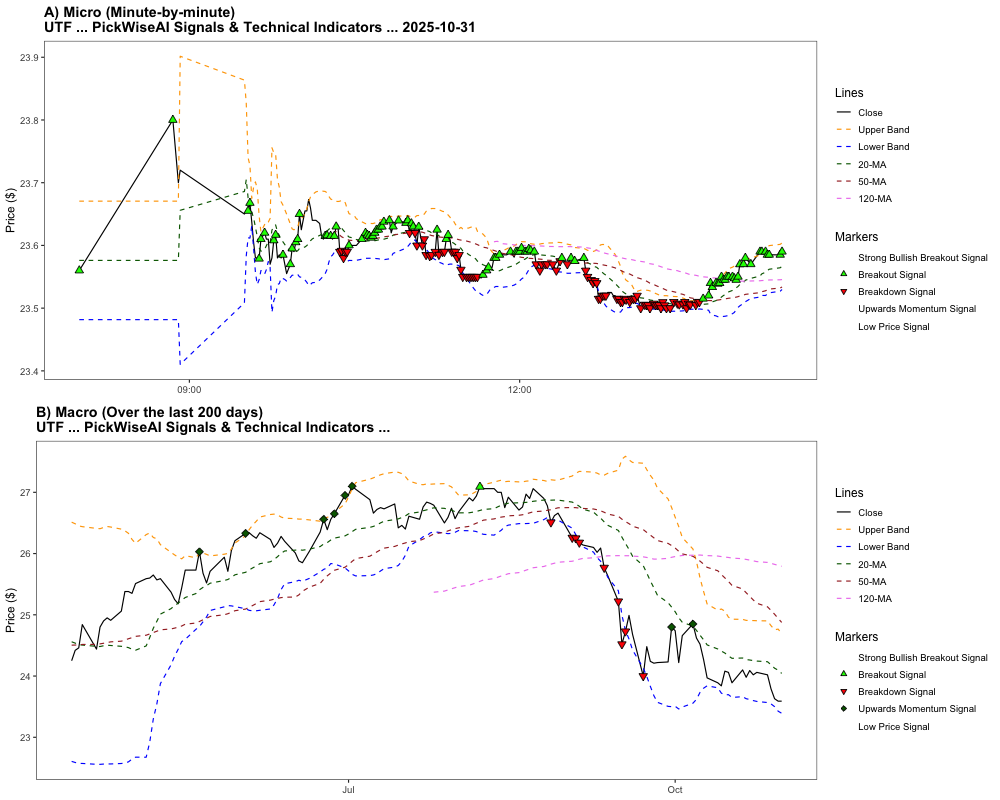 A) Micro (Minute-by-minute)
UTF ... PickWiseAI Signals & Technical Indicators ... 2025-10-31
Price ($)
23.9
23.8
23.7
23.6
23.5
23.4
09:00
12:00
Lines
Close
Upper Band
Lower Band
20-MA
50-MA
120-MA
Markers
Strong Bullish Breakout Signal
Breakout Signal
Breakdown Signal
Upwards Momentum Signal
Low Price Signal
B) Macro (Over the last 200 days)
UTF ... PickWiseAI Signals & Technical Indicators ...
Price ($)
27
26
25
24
23
Jul
Oct
Lines
Close
Upper Band
Lower Band
20-MA
50-MA
120-MA
Markers
Strong Bullish Breakout Signal
Breakout Signal
Breakdown Signal
Upwards Momentum Signal
Low Price Signal